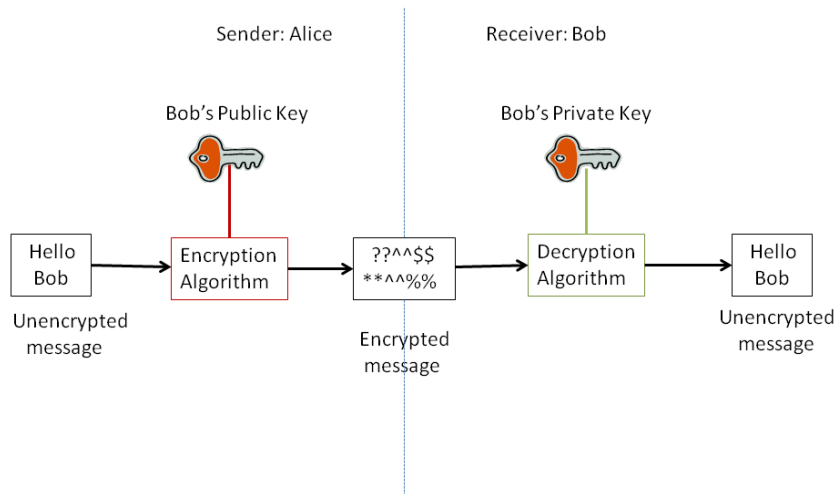 Sender: Alice
Receiver: Bob
Bob's Public Key
Bob's Private Key
Hello
Bob
Unencrypted
message
Encryption
Algorithm
??^^$$
**^^%%
Encrypted
message
Decryption
Algorithm
Hello
Bob
Unencrypted
message